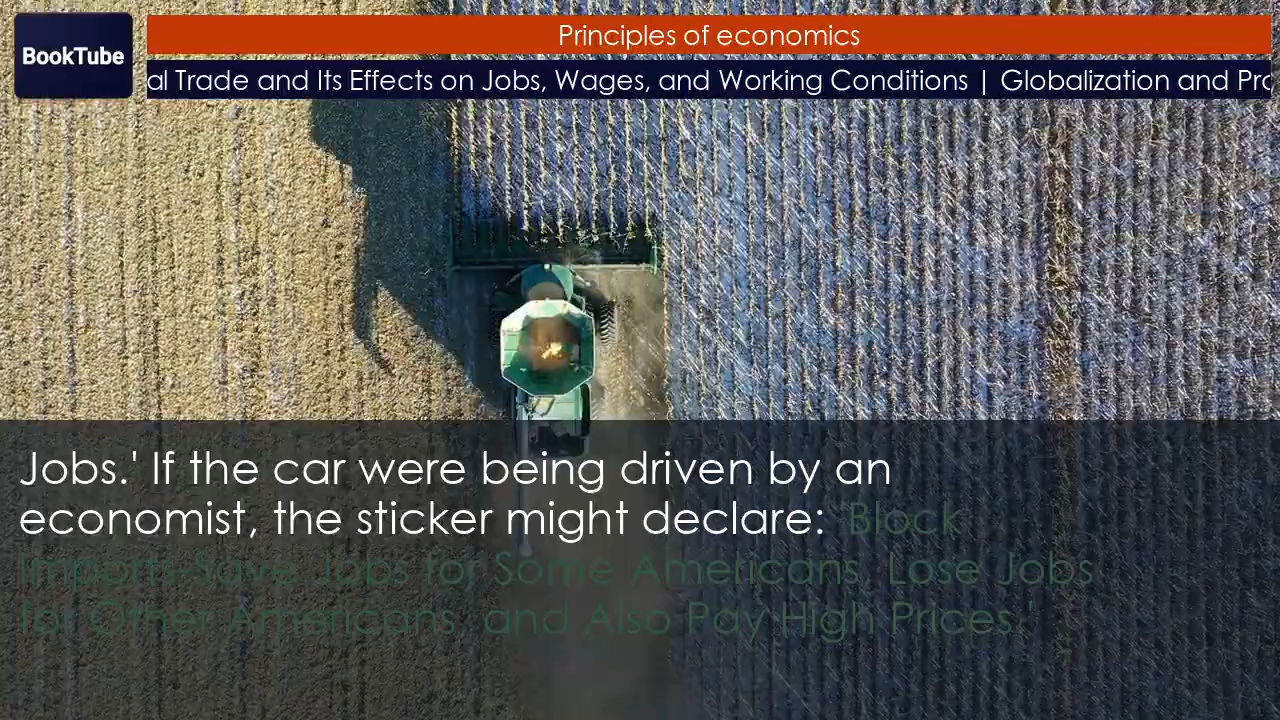 BookTube
Principles of economics
al Trade and Its Effects on Jobs, Wages, and Working Conditions | Globalization and Pro
Jobs.' If the car were being driven by an
economist, the sticker might declare: Block
Imports-Save Jobs for Some Americans, Lose Jobs
for Other Americans, and Also Pay High Prices.